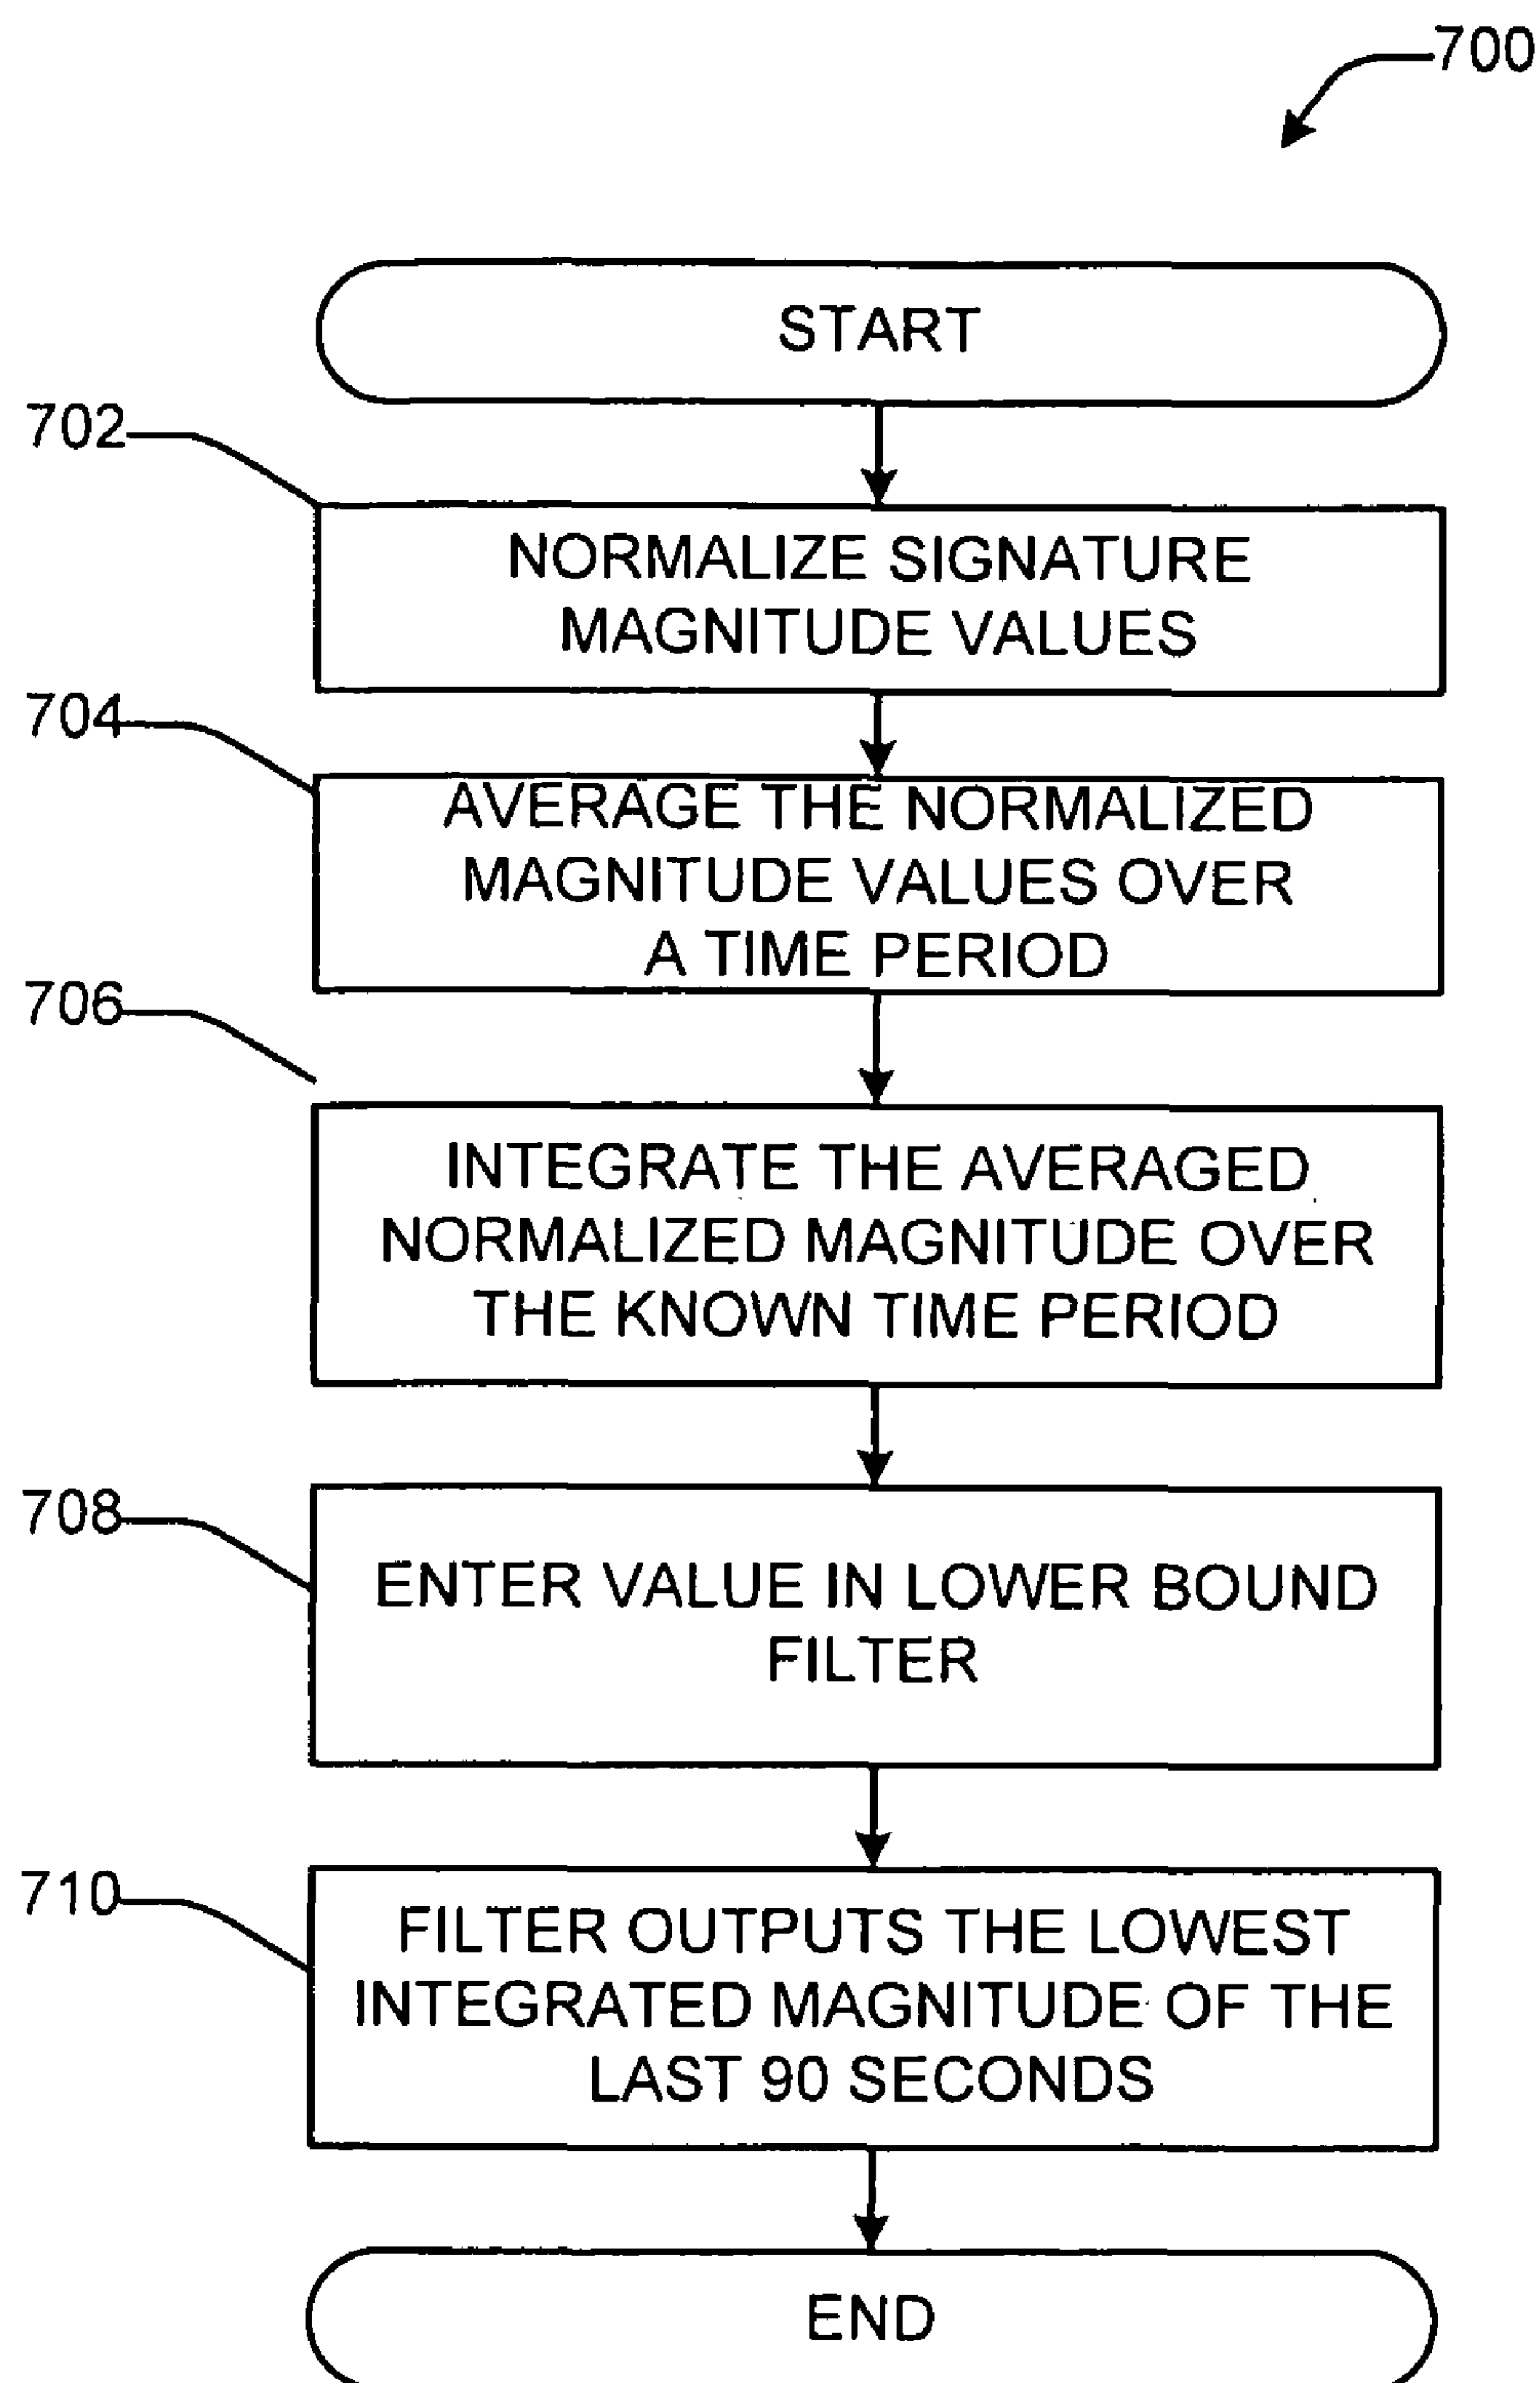 700
START
702
NORMALIZE SIGNATURE
MAGNITUDE VALUES
704
AVERAGE THE NORMALIZED
MAGNITUDE VALUES OVER
A TIME PERIOD
706
INTEGRATE THE AVERAGED
NORMALIZED MAGNITUDE OVER
THE KNOWN TIME PERIOD
708
ENTER VALUE IN LOWER BOUND
FILTER
710
FILTER OUTPUTS THE LOWEST
INTEGRATED MAGNITUDE OF THE
LAST 90 SECONDS
END